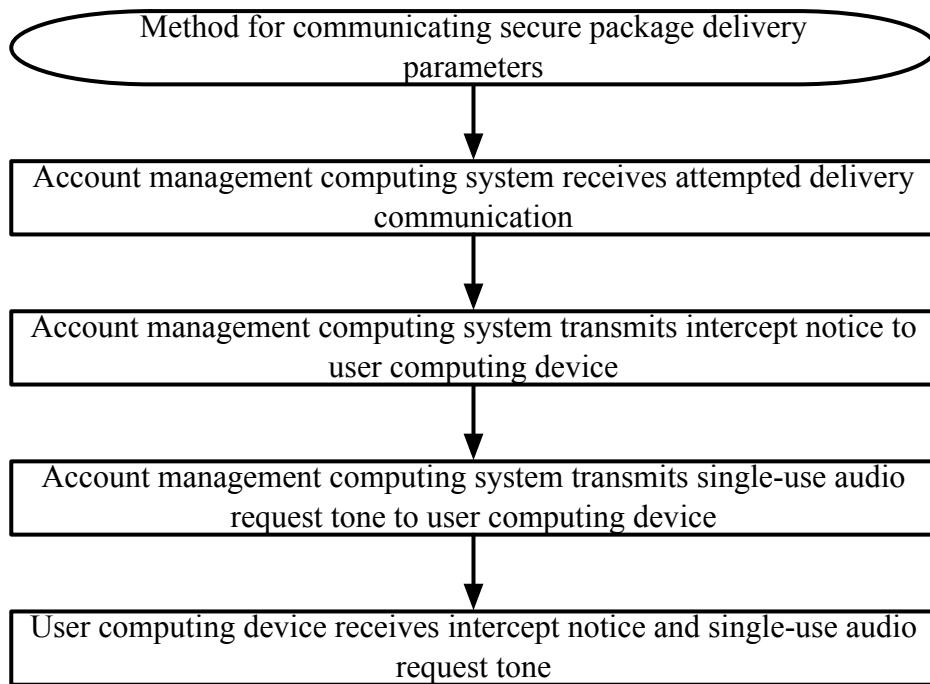 Method for communicating secure package delivery
parameters
Account management computing system receives attempted delivery
communication
Account management computing system transmits intercept notice to
user computing device
Account management computing system transmits single-use audio
request tone to user computing device
User computing device receives intercept notice and single-use audio
request tone